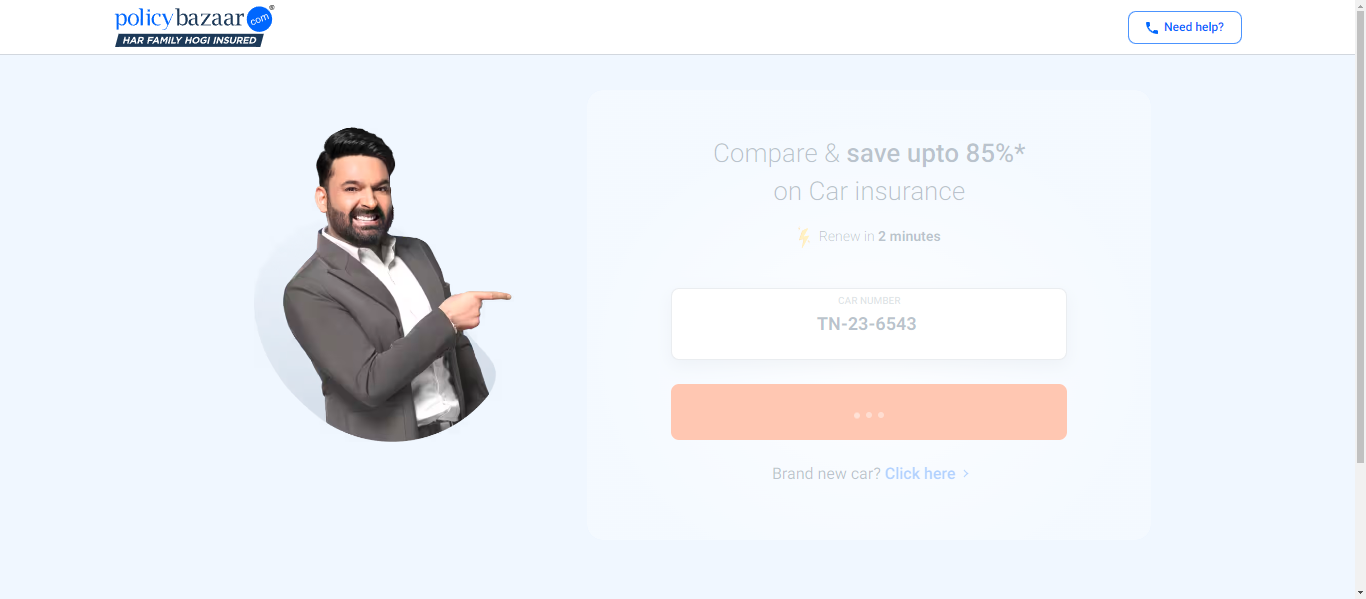 policybazaar.com®
HAR FAMILY HOGI INSURED
Need help?
Compare & save upto 85%*
on Car insurance
Renew in 2 minutes
CAR NUMBER
TN-23-6543
Brand new car? Click here >